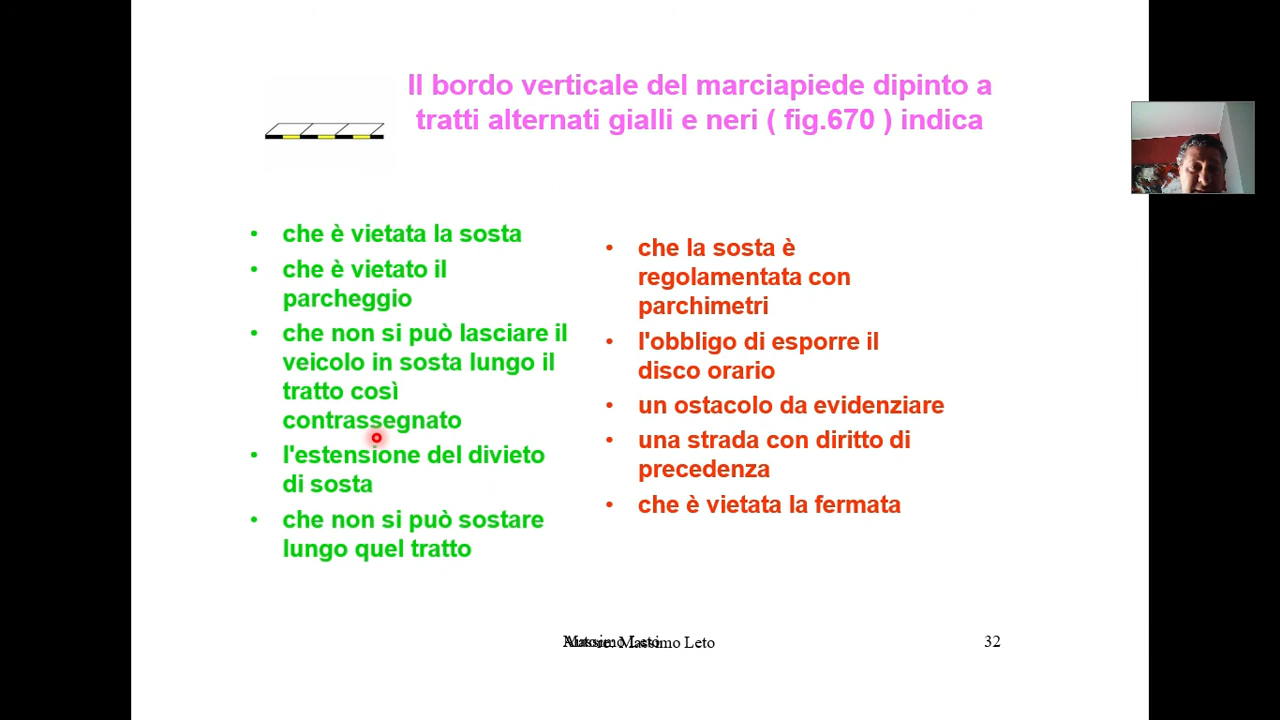 Il bordo verticale del marciapiede dipinto a
tratti alternati gialli e neri ( fig.670 ) indica
• che è vietata la sosta
• che è vietato il
parcheggio
• che non si può lasciare il
veicolo in sosta lungo il
tratto così
contrassegnato
• l'estensione del divieto
di sosta
• che non si può sostare
lungo quel tratto
• che la sosta è
regolamentata con
parchimetri
• l'obbligo di esporre il
disco orario
• un ostacolo da evidenziare
• una strada con diritto di
precedenza
• che è vietata la fermata
Massimo Leto
32